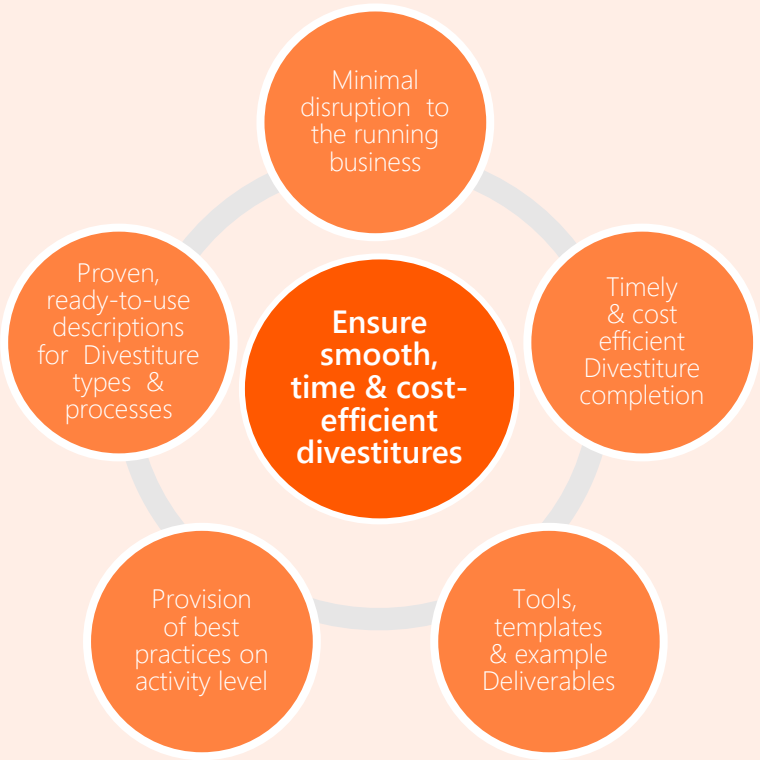 Minimal
disruption to
the running
business
Proven,
ready-to-use
descriptions
for Divestiture
types &
processes
Ensure
smooth,
time & cost-
efficient
divestitures
Timely
& cost
efficient
Divestiture
completion
Provision
of best
practices on
activity level
Tools,
templates
& example
Deliverables